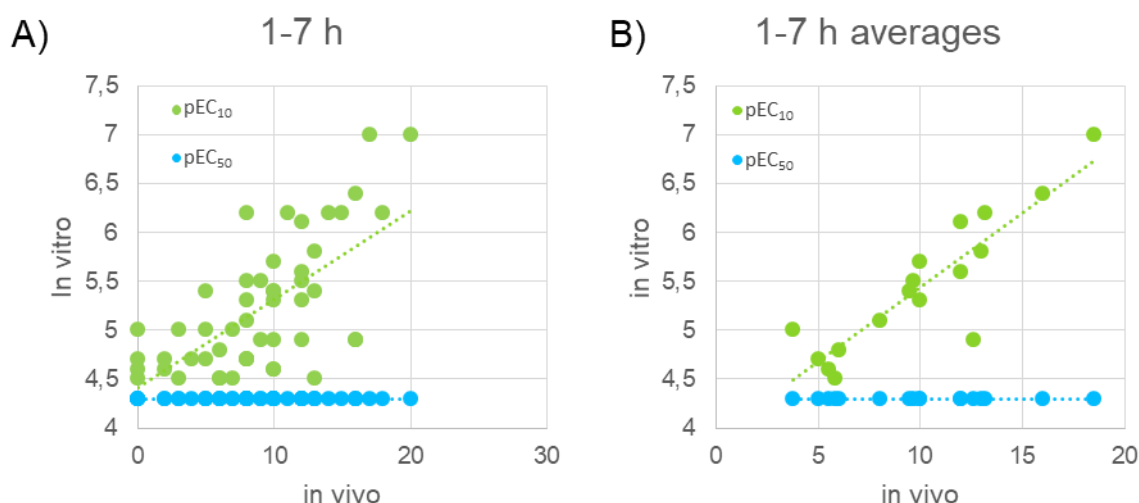 A)
1-7 h
7,5
7
6,5
6
5,5
5
4,5
4
pEC₁₀
pEC₅₀
In vitro
0
10
20
30
in vivo
B)
1-7 h averages
7,5
7
6,5
6
5,5
5
4,5
4
pEC₁₀
pEC₅₀
in vitro
0
5
10
15
20
in vivo